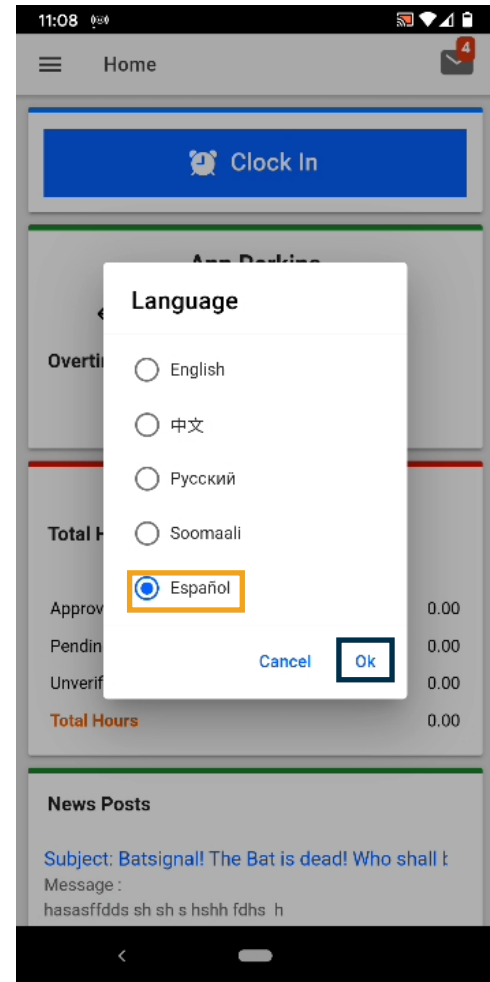 11:08
4
Home
Clock In
Language
Overti
English
中文
Русский
Soomaali
Total H
Español
Approv 0.00
Pendin 0.00
Cancel Ok
Unverif 0.00
Total Hours 0.00
News Posts
Subject: Batsignal! The Bat is dead! Who shall b
Message :
hasasffdds sh sh s hshh fdhs h